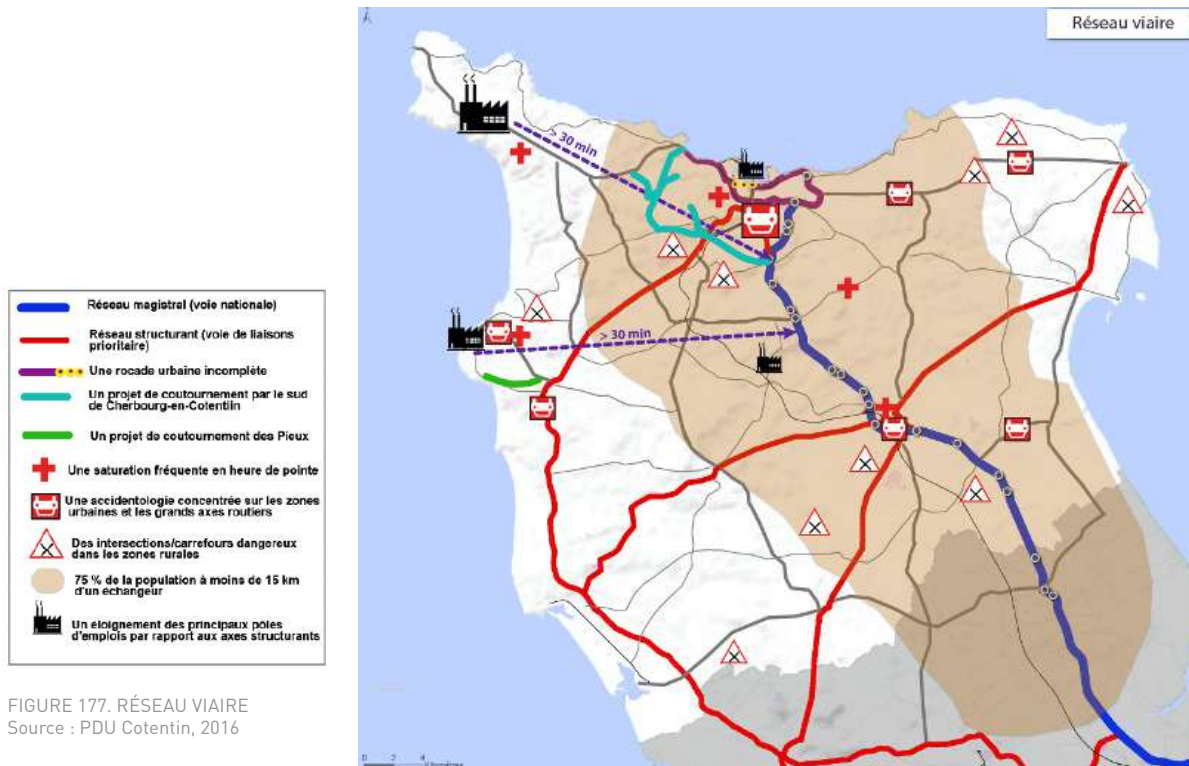 Réseau viaire
> 30 min
> 30 min
Réseau magistral (voie nationale)
Réseau structurant (voie de liaisons
prioritaire)
Une rocade urbaine incomplète
Un projet de coutournement par le sud
de Cherbourg-en-Cotentiin
Un projet de coutournement des Pieux
Une saturation fréquente en heure de pointe
Une accidentologie concentrée sur les zones
urbaines et les grands axes routiers
Des intersections/carrefours dangereux
dans les zones rurales
75 % de la population à moins de 15 km
d'un échangeur
Un éloignement des principaux pôles
d'emplois par rapport aux axes structurants
FIGURE 177. RÉSEAU VIAIRE
Source : PDU Cotentin, 2016
0 2 4